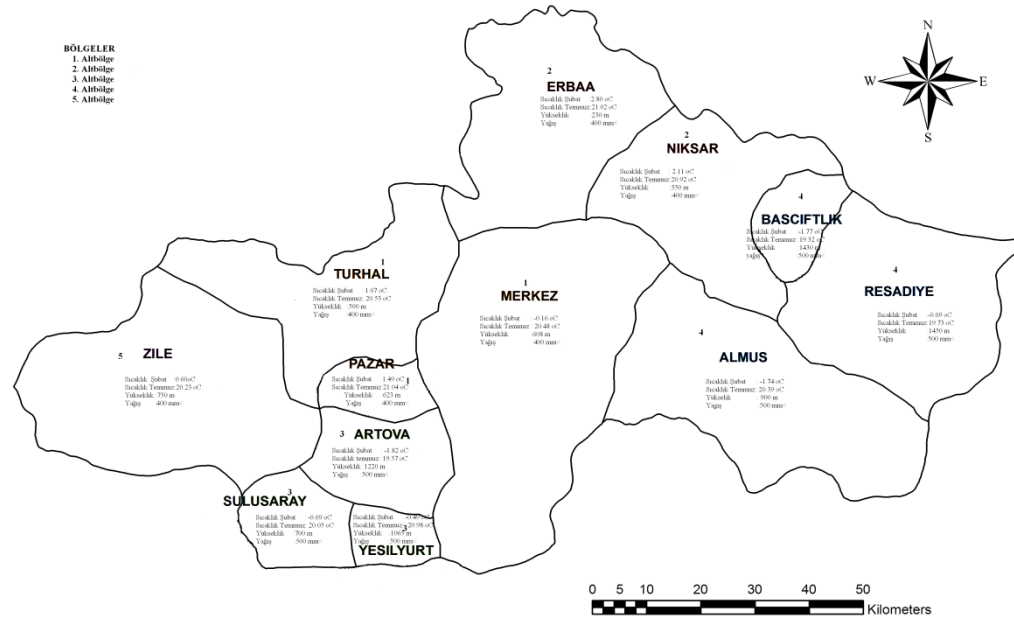 BÖLGELER
1. Altbölge
2. Altbölge
3. Altbölge
4. Altbölge
5. Altbölge
N
W
E
S
2
ERBAA
Sıcaklık Şubat : 2.80 oC
Sıcaklık Temmuz :21.02 oC
Yükseklik :230 m
Yağış :400 mm<
2
NIKSAR
Sıcaklık Şubat : 2.11 oC
Sıcaklık Temmuz :20.92 oC
Yükseklik :350 m
Yağış :400 mm<
4
BASCIFTLIK
Sıcaklık Şubat : -1.77 oC
Sıcaklık Temmuz :19.32 oC
Yükseklik :1430 m
yağış :500 mm<
4
RESADIYE
Sıcaklık Şubat : -0.69 oC
Sıcaklık Temmuz :19.73 oC
Yükseklik :1450 m
Yağış :500 mm<
1
TURHAL
Sıcaklık Şubat : 1.07 oC
Sıcaklık Temmuz : 20.53 oC
Yükseklik :500 m
Yağış :400 mm<
1
MERKEZ
Sıcaklık Şubat : -0.16 oC
Sıcaklık Temmuz : 20.48 oC
Yükseklik : 608 m
Yağış :400 mm<
4
ALMUS
Sıcaklık Şubat : -1.74 oC
Sıcaklık Temmuz : 20.39 oC
Yükseklik : 900 m
Yağış : 500 mm<
5
ZILE
Sıcaklık Şubat : 0.60oC
Sıcaklık Temmuz :20.23 oC
Yükseklik : 750 m
Yağış :400 mm<
PAZAR
Sıcaklık Şubat : 1.49 oC
Sıcaklık Temmuz :21.04 oC
1
Yükseklik : 623 m
Yağış : 400 mm<
3
ARTOVA
Sıcaklık Şubat : -1.82 oC
Sıcaklık temmuz :19.57 oC
Yükseklik :1220 m
Yağış :500 mm<
3
SULUSARAY
Sıcaklık Şubat : -0.69 oC
Sıcaklık Temmuz : 20.05 oC
Yükseklik : 700 m
Yağış :500 mm<
Sıcaklık Şubat
Sıcaklık Temmuz :20.98 oC
3
Yükseklik : 1065 m
Yağış :500 mm<
YESILYURT
0 5 10 20 30 40 50
Kilometers